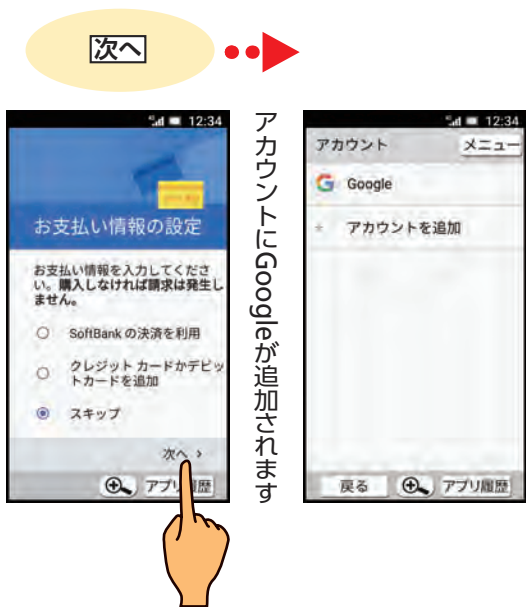 次へ
12:34
お支払い情報の設定
お支払い情報を入力してくださ
い。購入しなければ請求は発生し
ません。
SoftBank の決済を利用
クレジット カードかデビッ
トカードを追加
スキップ
次へ ›
アプリ履歴
アカウントにGoogleが追加されます
12:34
アカウント
メニュー
Google
アカウントを追加
戻る
アプリ履歴